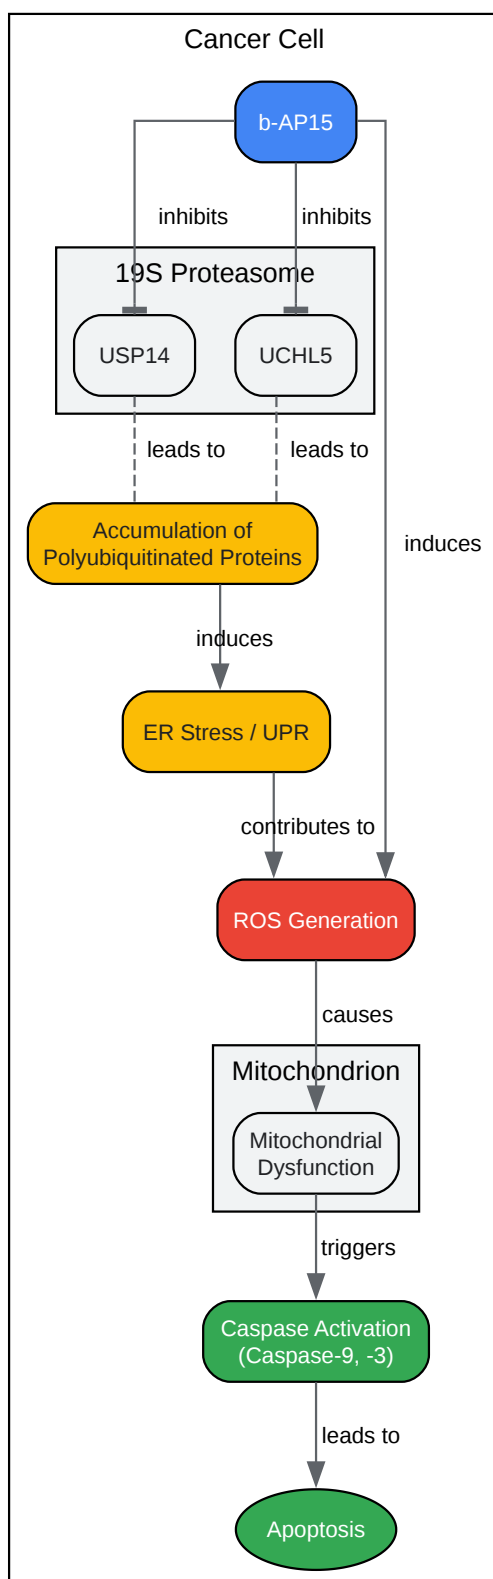 Cancer Cell
b-AP15
inhibits
inhibits
19S Proteasome
USP14
UCHL5
leads to
leads to
Accumulation of
Polyubiquitinated Proteins
induces
induces
ER Stress / UPR
contributes to
ROS Generation
causes
Mitochondrion
Mitochondrial
Dysfunction
triggers
Caspase Activation
(Caspase-9, -3)
leads to
Apoptosis